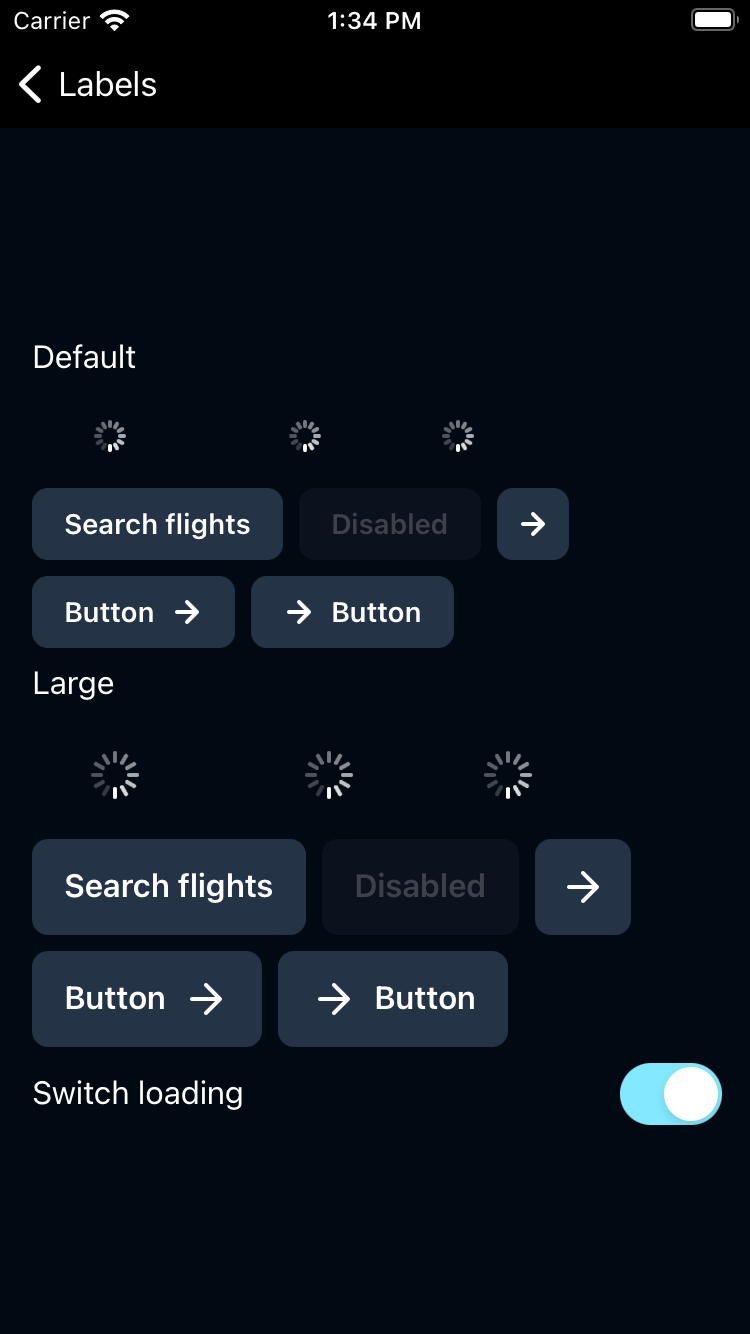 Carrier 1:34 PM
Labels
Default
Search flights Disabled
Button Button
Large
Search flights Disabled
Button Button
Switch loading